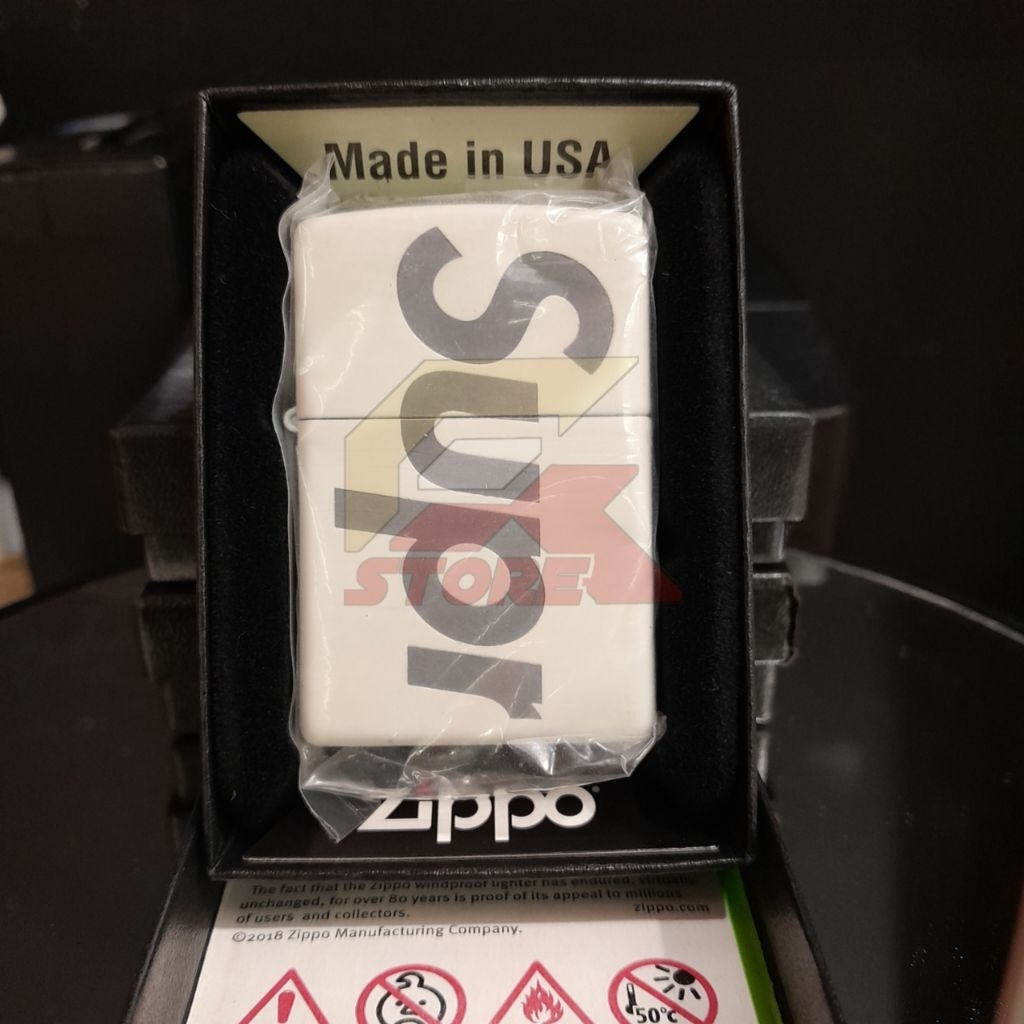 Made in USA
Supr
CK
STORE
zippo
The fact that the Zippo windproof lighter has endured, virtually
unchanged, for over 80 years is proof of its appeal to millions
of users and collectors.
zippo.com
©2018 Zippo Manufacturing Company.
50°C